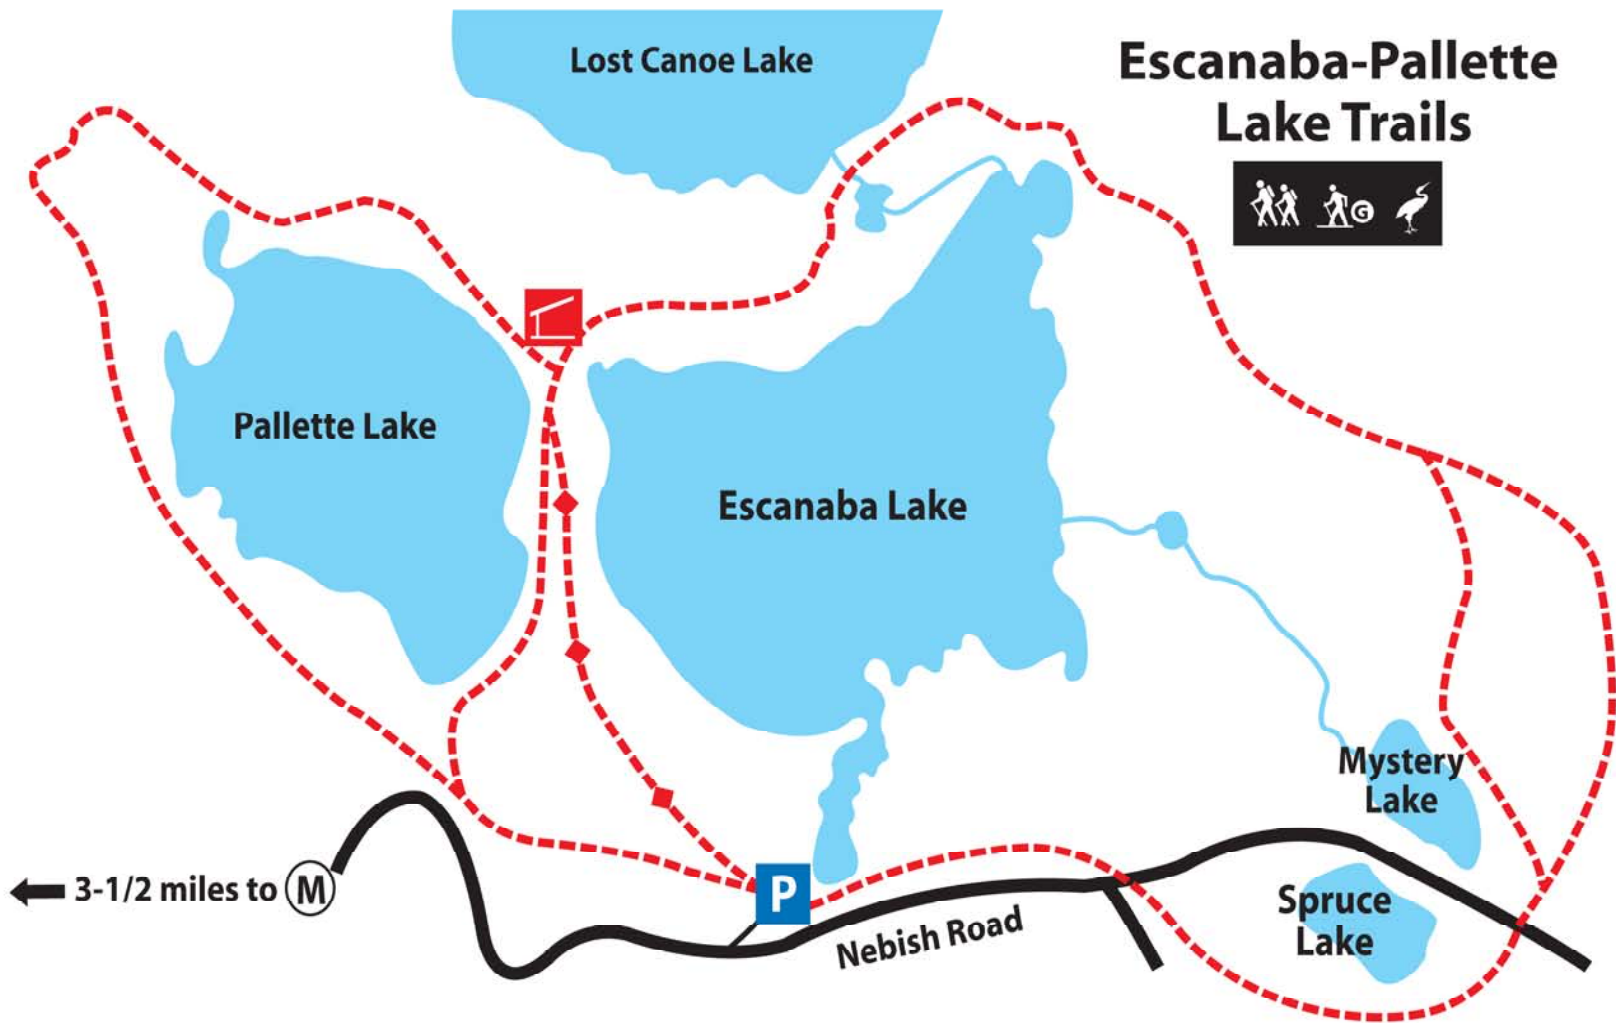 Lost Canoe Lake
Escanaba-Pallette
Lake Trails
G
Pallette Lake
Escanaba Lake
Mystery
Lake
3-1/2 miles to M
P
Spruce
Lake
Nebish Road